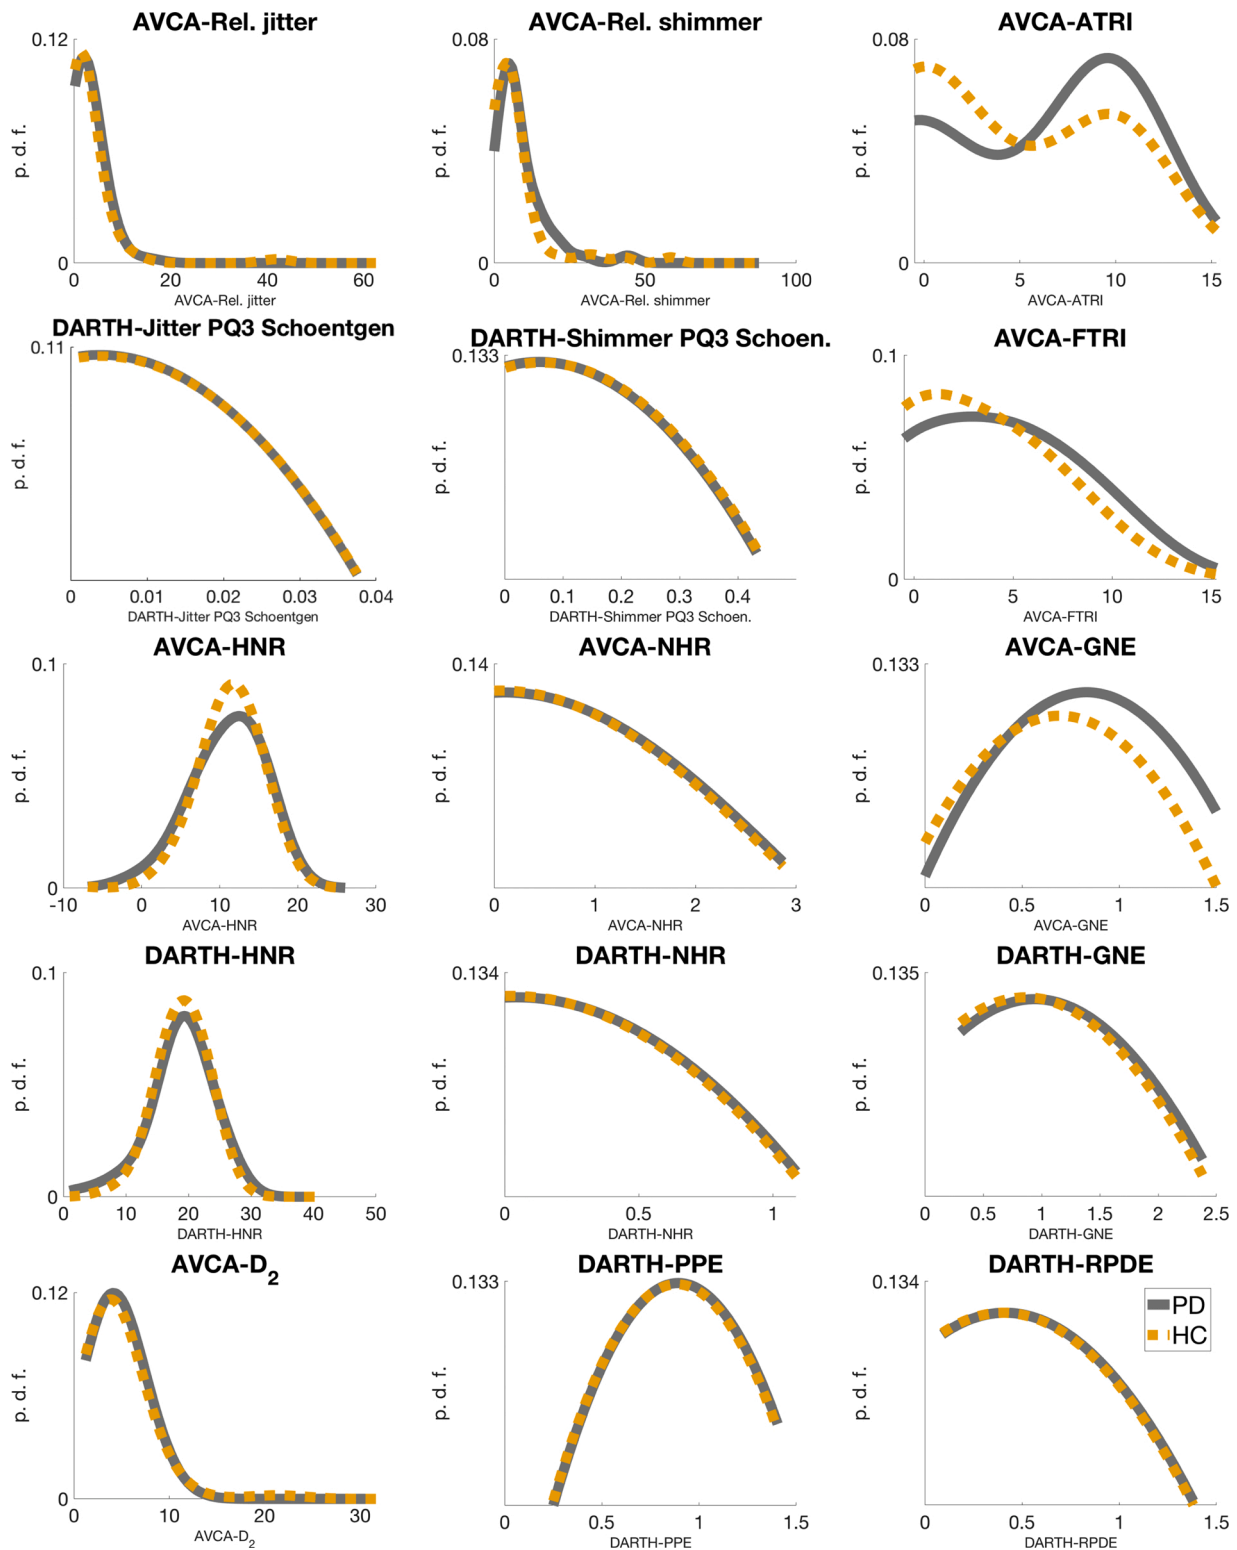 AVCA-Rel. jitter
0.12
p. d. f.
0
0 20 40 60
AVCA-Rel. jitter
AVCA-Rel. shimmer
0.08
p. d. f.
0
0 50 100
AVCA-Rel. shimmer
AVCA-ATRI
0.08
p. d. f.
0
0 5 10 15
AVCA-ATRI
DARTH-Jitter PQ3 Schoentgen
0.11
p. d. f.
0 0.01 0.02 0.03 0.04
DARTH-Jitter PQ3 Schoentgen
DARTH-Shimmer PQ3 Schoen.
0.133
p. d. f.
0 0.1 0.2 0.3 0.4
DARTH-Shimmer PQ3 Schoen.
AVCA-FTRI
0.1
p. d. f.
0
0 5 10 15
AVCA-FTRI
AVCA-HNR
0.1
p. d. f.
0
-10 0 10 20 30
AVCA-HNR
AVCA-NHR
0.14
p. d. f.
0
0 1 2 3
AVCA-NHR
AVCA-GNE
0.133
p. d. f.
0 0.5 1 1.5
AVCA-GNE
DARTH-HNR
0.1
p. d. f.
0
0 10 20 30 40 50
DARTH-HNR
DARTH-NHR
0.134
p. d. f.
0 0.5 1
DARTH-NHR
DARTH-GNE
0.135
p. d. f.
0.5 1 1.5 2 2.5
DARTH-GNE
AVCA-D2
0.12
p. d. f.
0
0 10 20 30
AVCA-D2
DARTH-PPE
0.133
p. d. f.
0 0.5 1 1.5
DARTH-PPE
DARTH-RPDE
0.134
p. d. f.
PD
HC
0 0.5 1 1.5
DARTH-RPDE